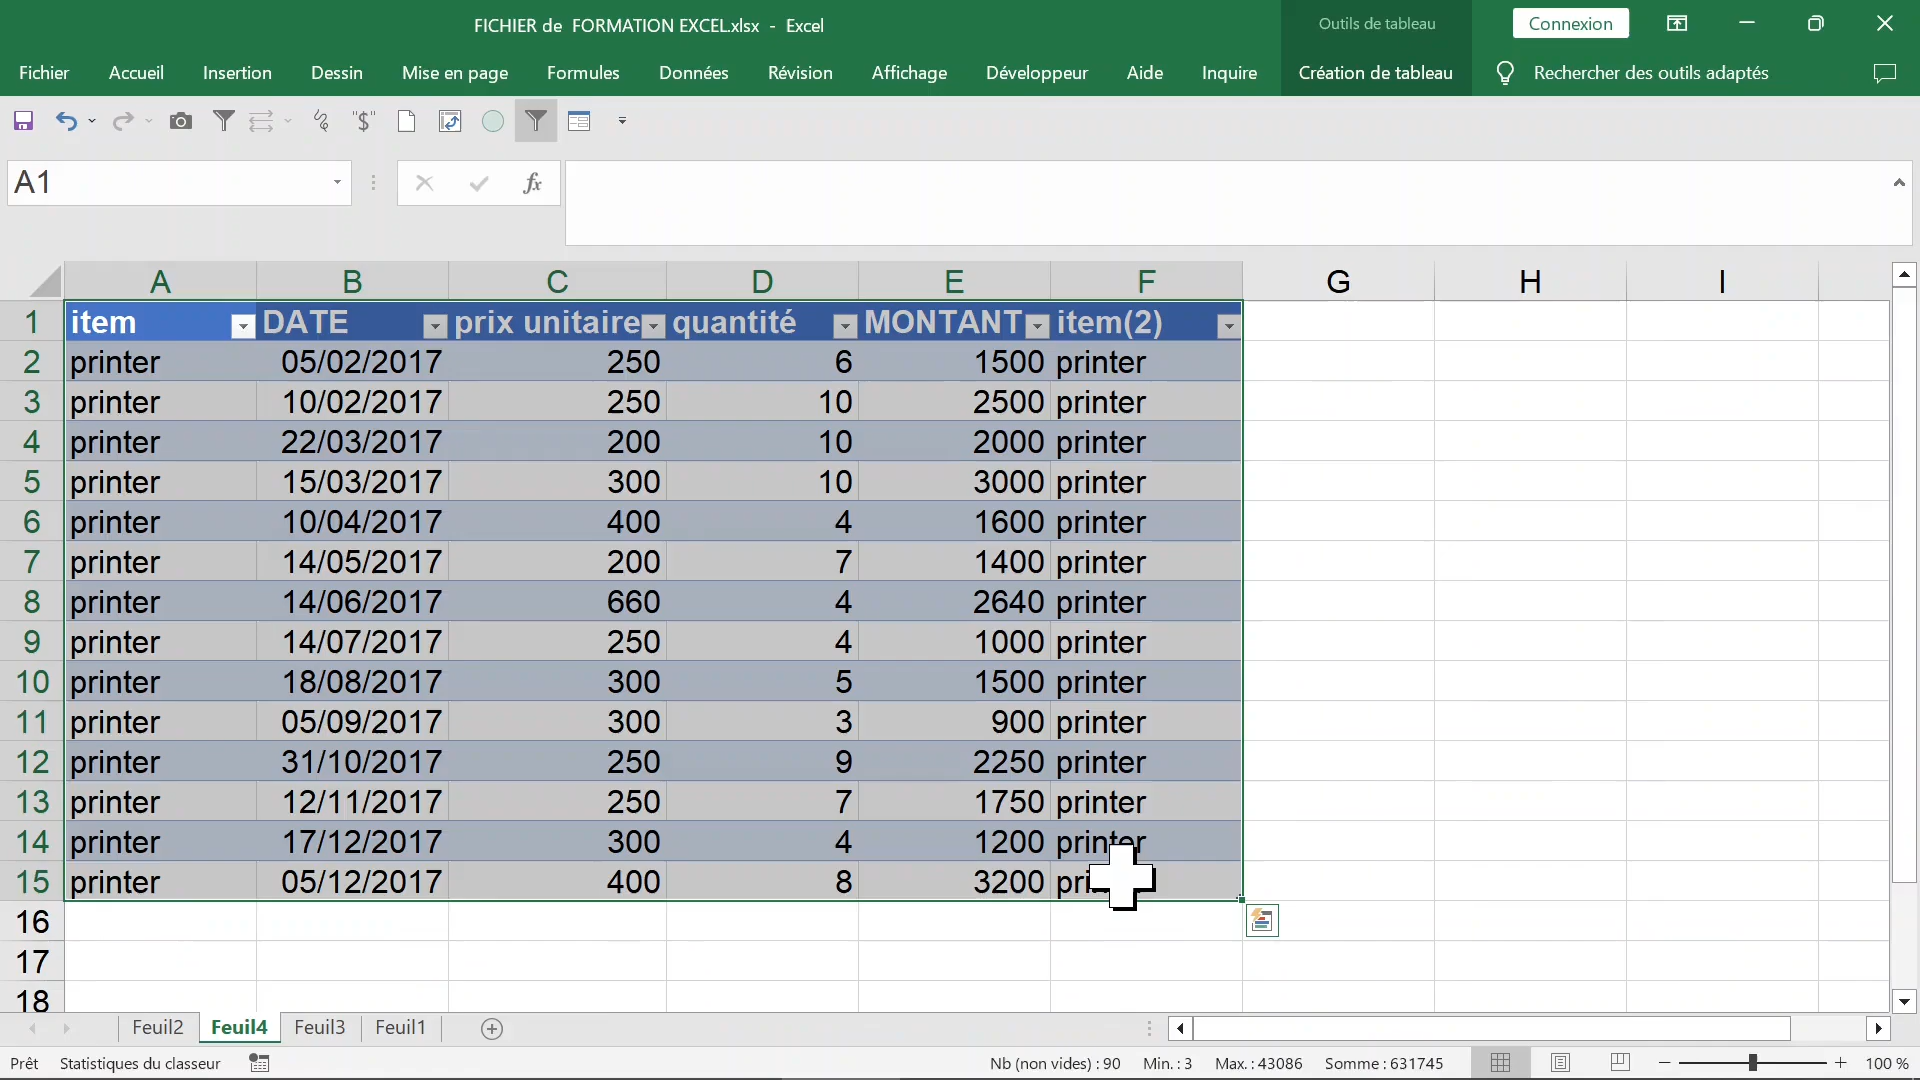 FICHIER de FORMATION EXCEL.xlsx - Excel
Outils de tableau
Connexion
Fichier Accueil Insertion Dessin Mise en page Formules Données Révision Affichage Développeur Aide Inquire Création de tableau Rechercher des outils adaptés
"$"
A1 fx
A B C D E F G H I
1 item DATE prix unitaire quantité MONTANT item(2)
2 printer 05/02/2017 250 6 1500 printer
3 printer 10/02/2017 250 10 2500 printer
4 printer 22/03/2017 200 10 2000 printer
5 printer 15/03/2017 300 10 3000 printer
6 printer 10/04/2017 400 4 1600 printer
7 printer 14/05/2017 200 7 1400 printer
8 printer 14/06/2017 660 4 2640 printer
9 printer 14/07/2017 250 4 1000 printer
10 printer 18/08/2017 300 5 1500 printer
11 printer 05/09/2017 300 3 900 printer
12 printer 31/10/2017 250 9 2250 printer
13 printer 12/11/2017 250 7 1750 printer
14 printer 17/12/2017 300 4 1200 printer
15 printer 05/12/2017 400 8 3200
16
17
18
Feuil2 Feuil4 Feuil3 Feuil1
Prêt Statistiques du classeur Nb (non vides) : 90 Min. : 3 Max. : 43086 Somme : 631745 100 %